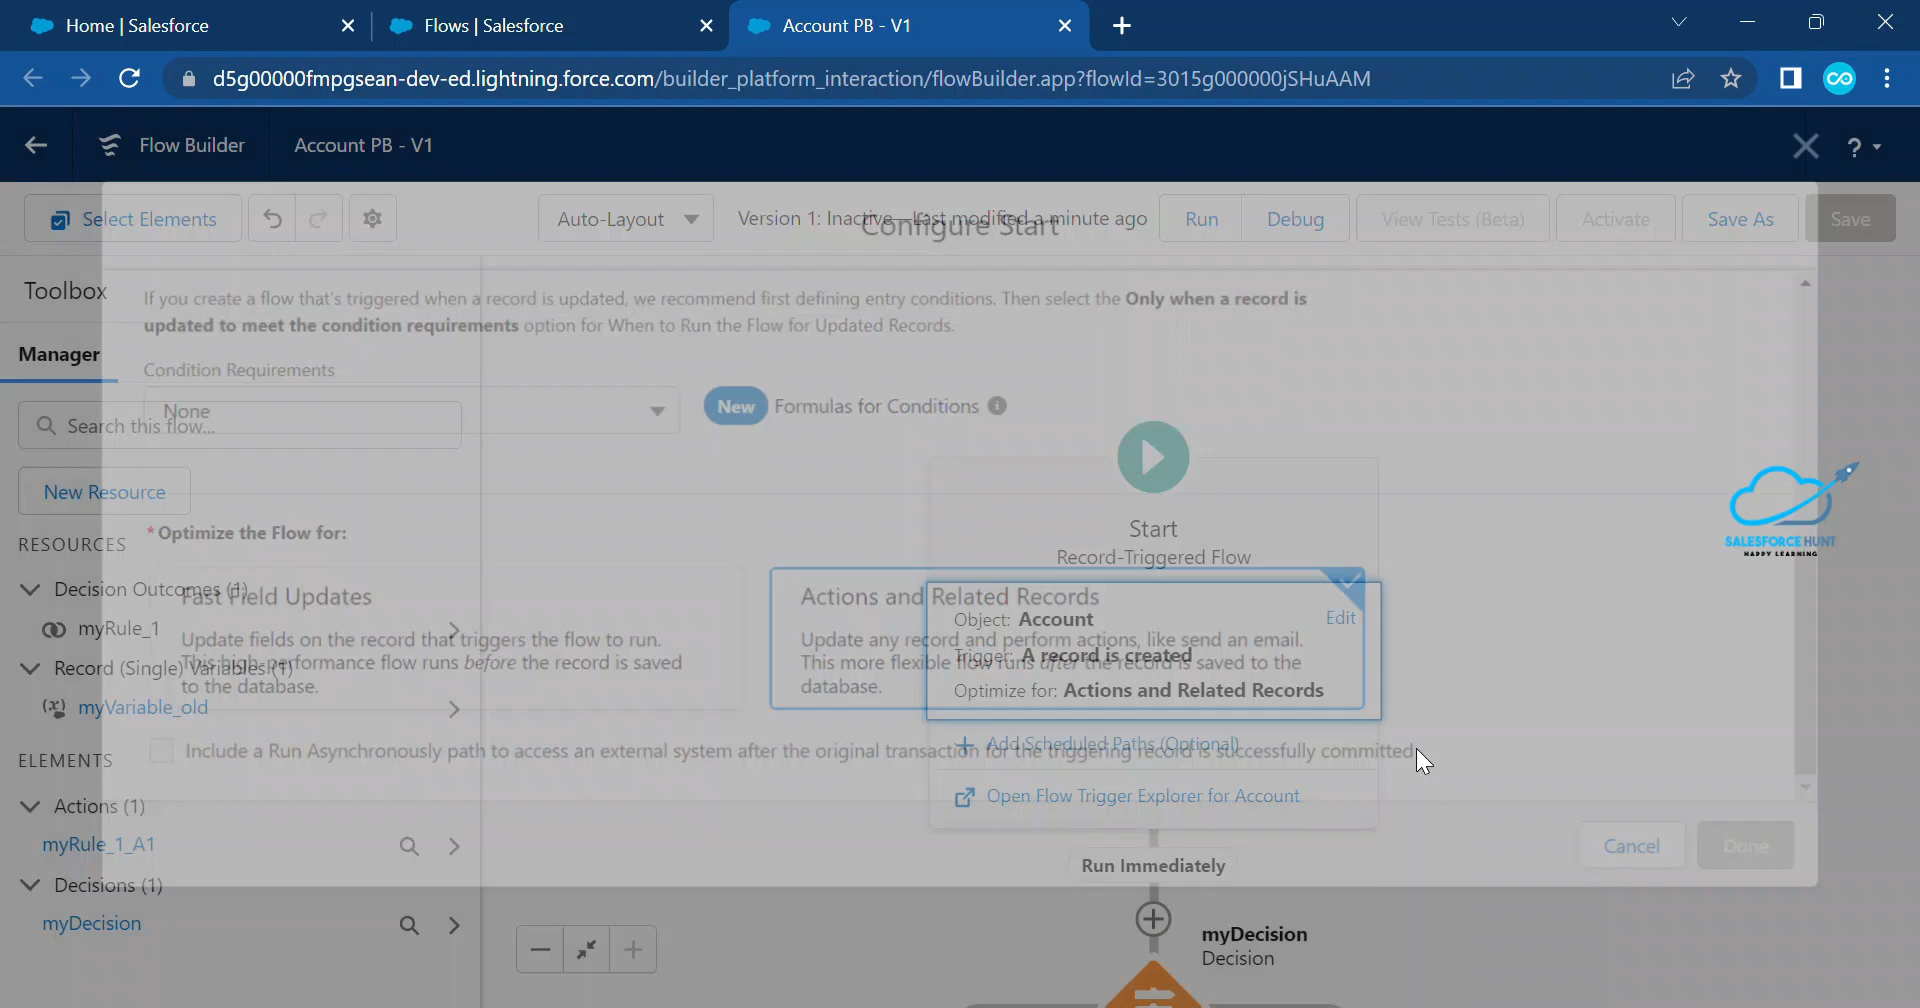 Home | Salesforce
Flows | Salesforce
Account PB - V1
d5g00000fmpgsean-dev-ed.lightning.force.com/builder_platform_interaction/flowBuilder.app?flowId=3015g000000jSHuAAM
Flow Builder
Account PB - V1
?
Select Elements
Auto-Layout
Version 1: Inactive—Last modified a minute ago
Run
Debug
View Tests (Beta)
Activate
Save As
Save
Configure Start
Toolbox
Manager
Search this flow...
New Resource
RESOURCES
Decision Outcomes (1)
myRule_1
Record (Single) Variables (1)
myVariable_old
ELEMENTS
Actions (1)
myRule_1_A1
Decisions (1)
myDecision
If you create a flow that's triggered when a record is updated, we recommend first defining entry conditions. Then select the Only when a record is
updated to meet the condition requirements option for When to Run the Flow for Updated Records.
Condition Requirements
None
New
Formulas for Conditions
* Optimize the Flow for:
Fast Field Updates
Update fields on the record that triggers the flow to run.
This high-performance flow runs before the record is saved
to the database.
Actions and Related Records
Update any record and perform actions, like send an email.
This more flexible flow runs after the record is saved to the
database.
Include a Run Asynchronously path to access an external system after the original transaction for the triggering record is successfully committed
Cancel
Done
Start
Record-Triggered Flow
Object: Account
Edit
Trigger: A record is created
Optimize for: Actions and Related Records
Add Scheduled Paths (Optional)
Open Flow Trigger Explorer for Account
Run Immediately
myDecision
Decision
SALESFORCE HUNT
HAPPY LEARNING